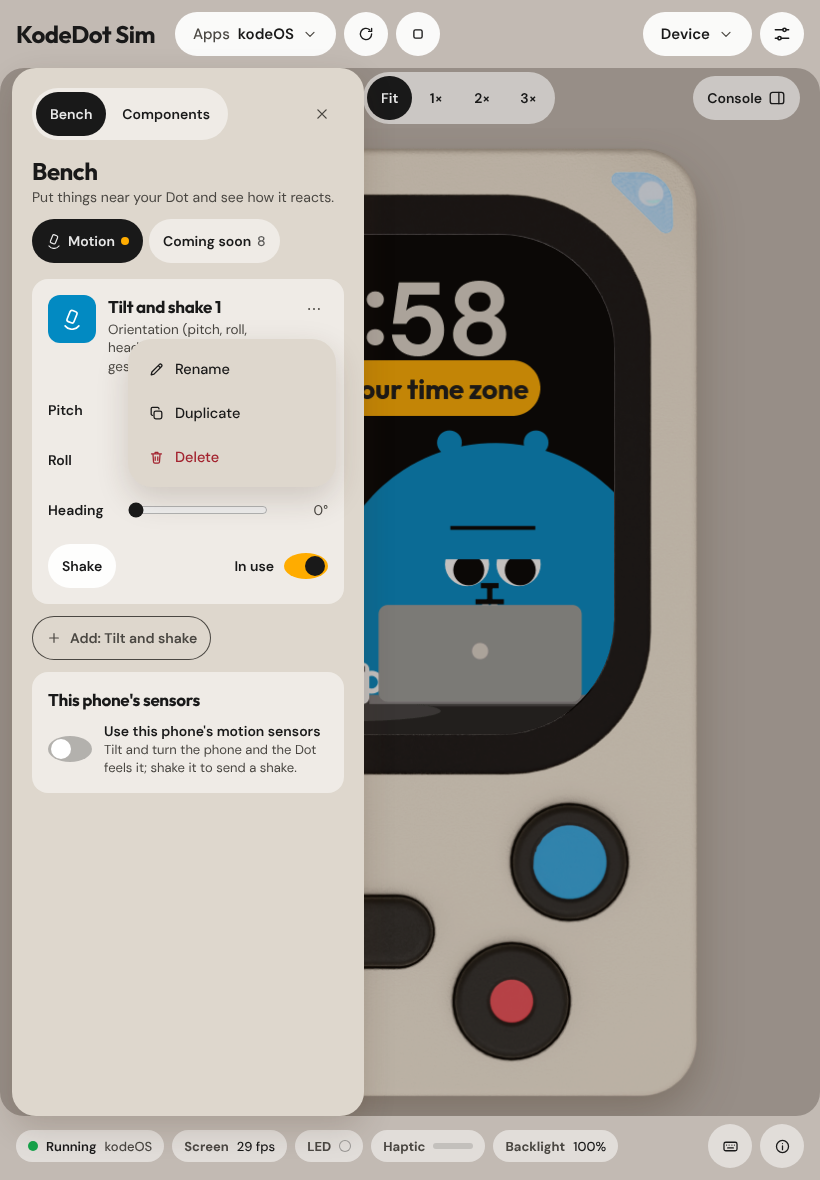 KodeDot Sim
Apps kodeOS
Device
Bench
Components
Fit
1×
2×
3×
Console
Bench
Put things near your Dot and see how it reacts.
Motion
Coming soon 8
Tilt and shake 1
Orientation (pitch, roll,
Rename
Duplicate
Delete
Pitch
Roll
Heading
0°
Shake
In use
Add: Tilt and shake
This phone's sensors
Use this phone's motion sensors
Tilt and turn the phone and the Dot
feels it; shake it to send a shake.
:58
our time zone
Running kodeOS
Screen 29 fps
LED
Haptic
Backlight 100%